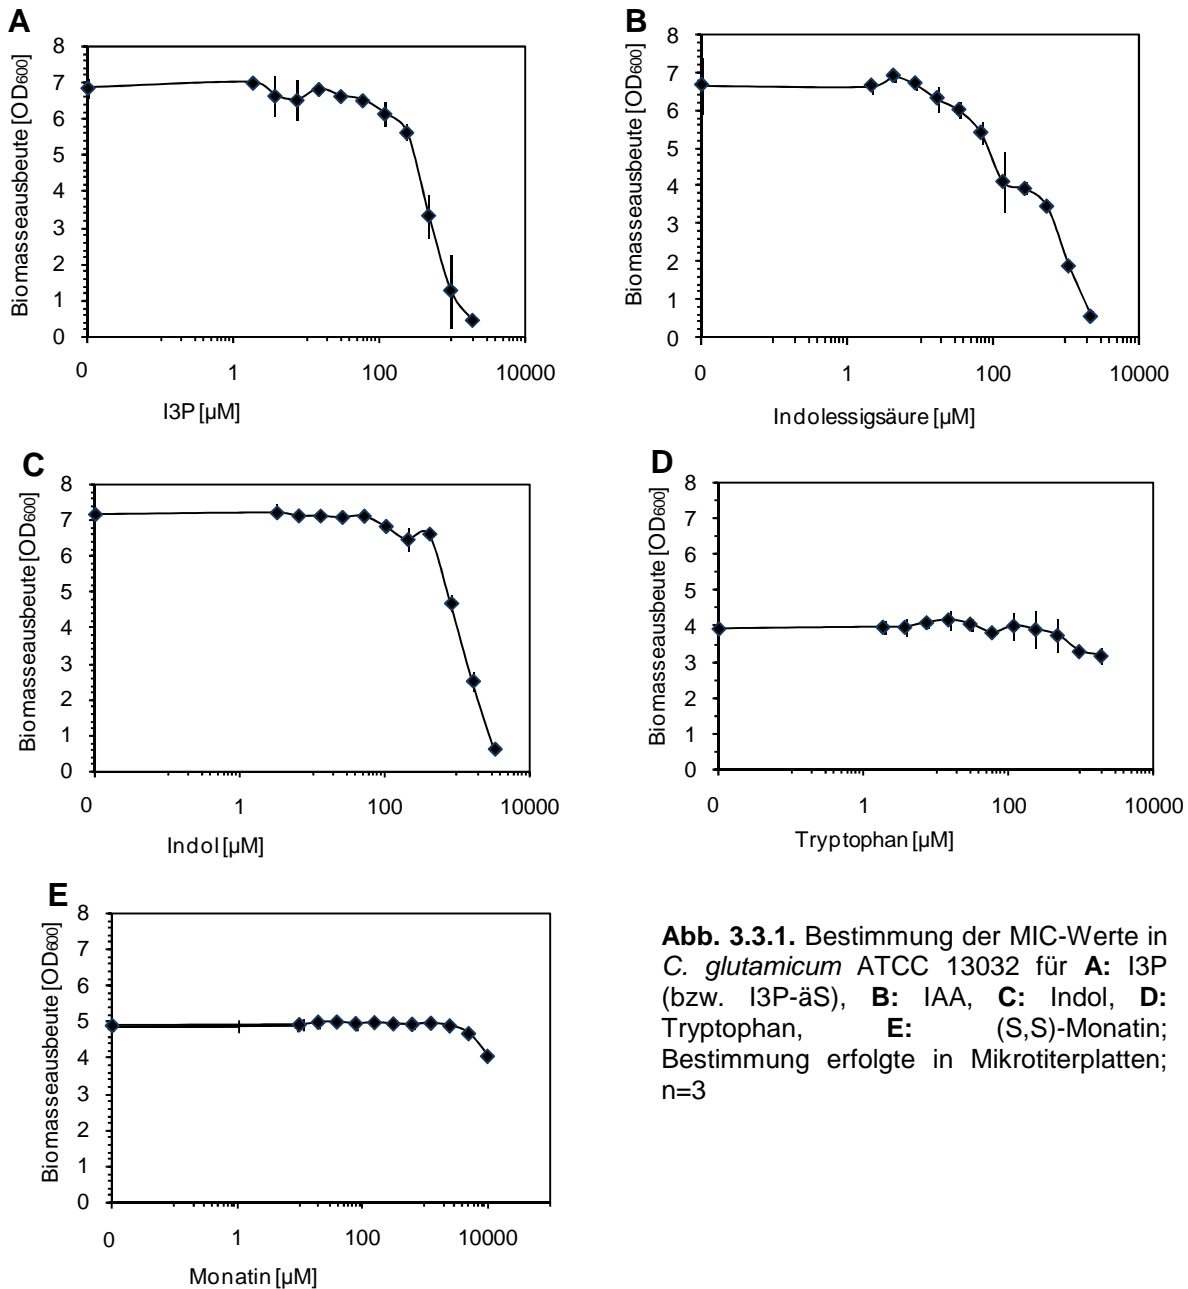 A
Biomasseausbeute [OD600]
8
7
6
5
4
3
2
1
0
0 1 100 10000
I3P [µM]
B
Biomasseausbeute [OD600]
8
7
6
5
4
3
2
1
0
0 1 100 10000
Indolessigsäure [µM]
C
Biomasseausbeute [OD600]
8
7
6
5
4
3
2
1
0
0 1 100 10000
Indol [µM]
D
Biomasseausbeute [OD600]
8
7
6
5
4
3
2
1
0
0 1 100 10000
Tryptophan [µM]
E
Biomasseausbeute [OD600]
8
7
6
5
4
3
2
1
0
0 1 100 10000
Monatin [µM]
Abb. 3.3.1. Bestimmung der MIC-Werte in
C. glutamicum ATCC 13032 für A: I3P
(bzw. I3P-äS), B: IAA, C: Indol, D:
Tryptophan, E: (S,S)-Monatin;
Bestimmung erfolgte in Mikrotiterplatten;
n=3